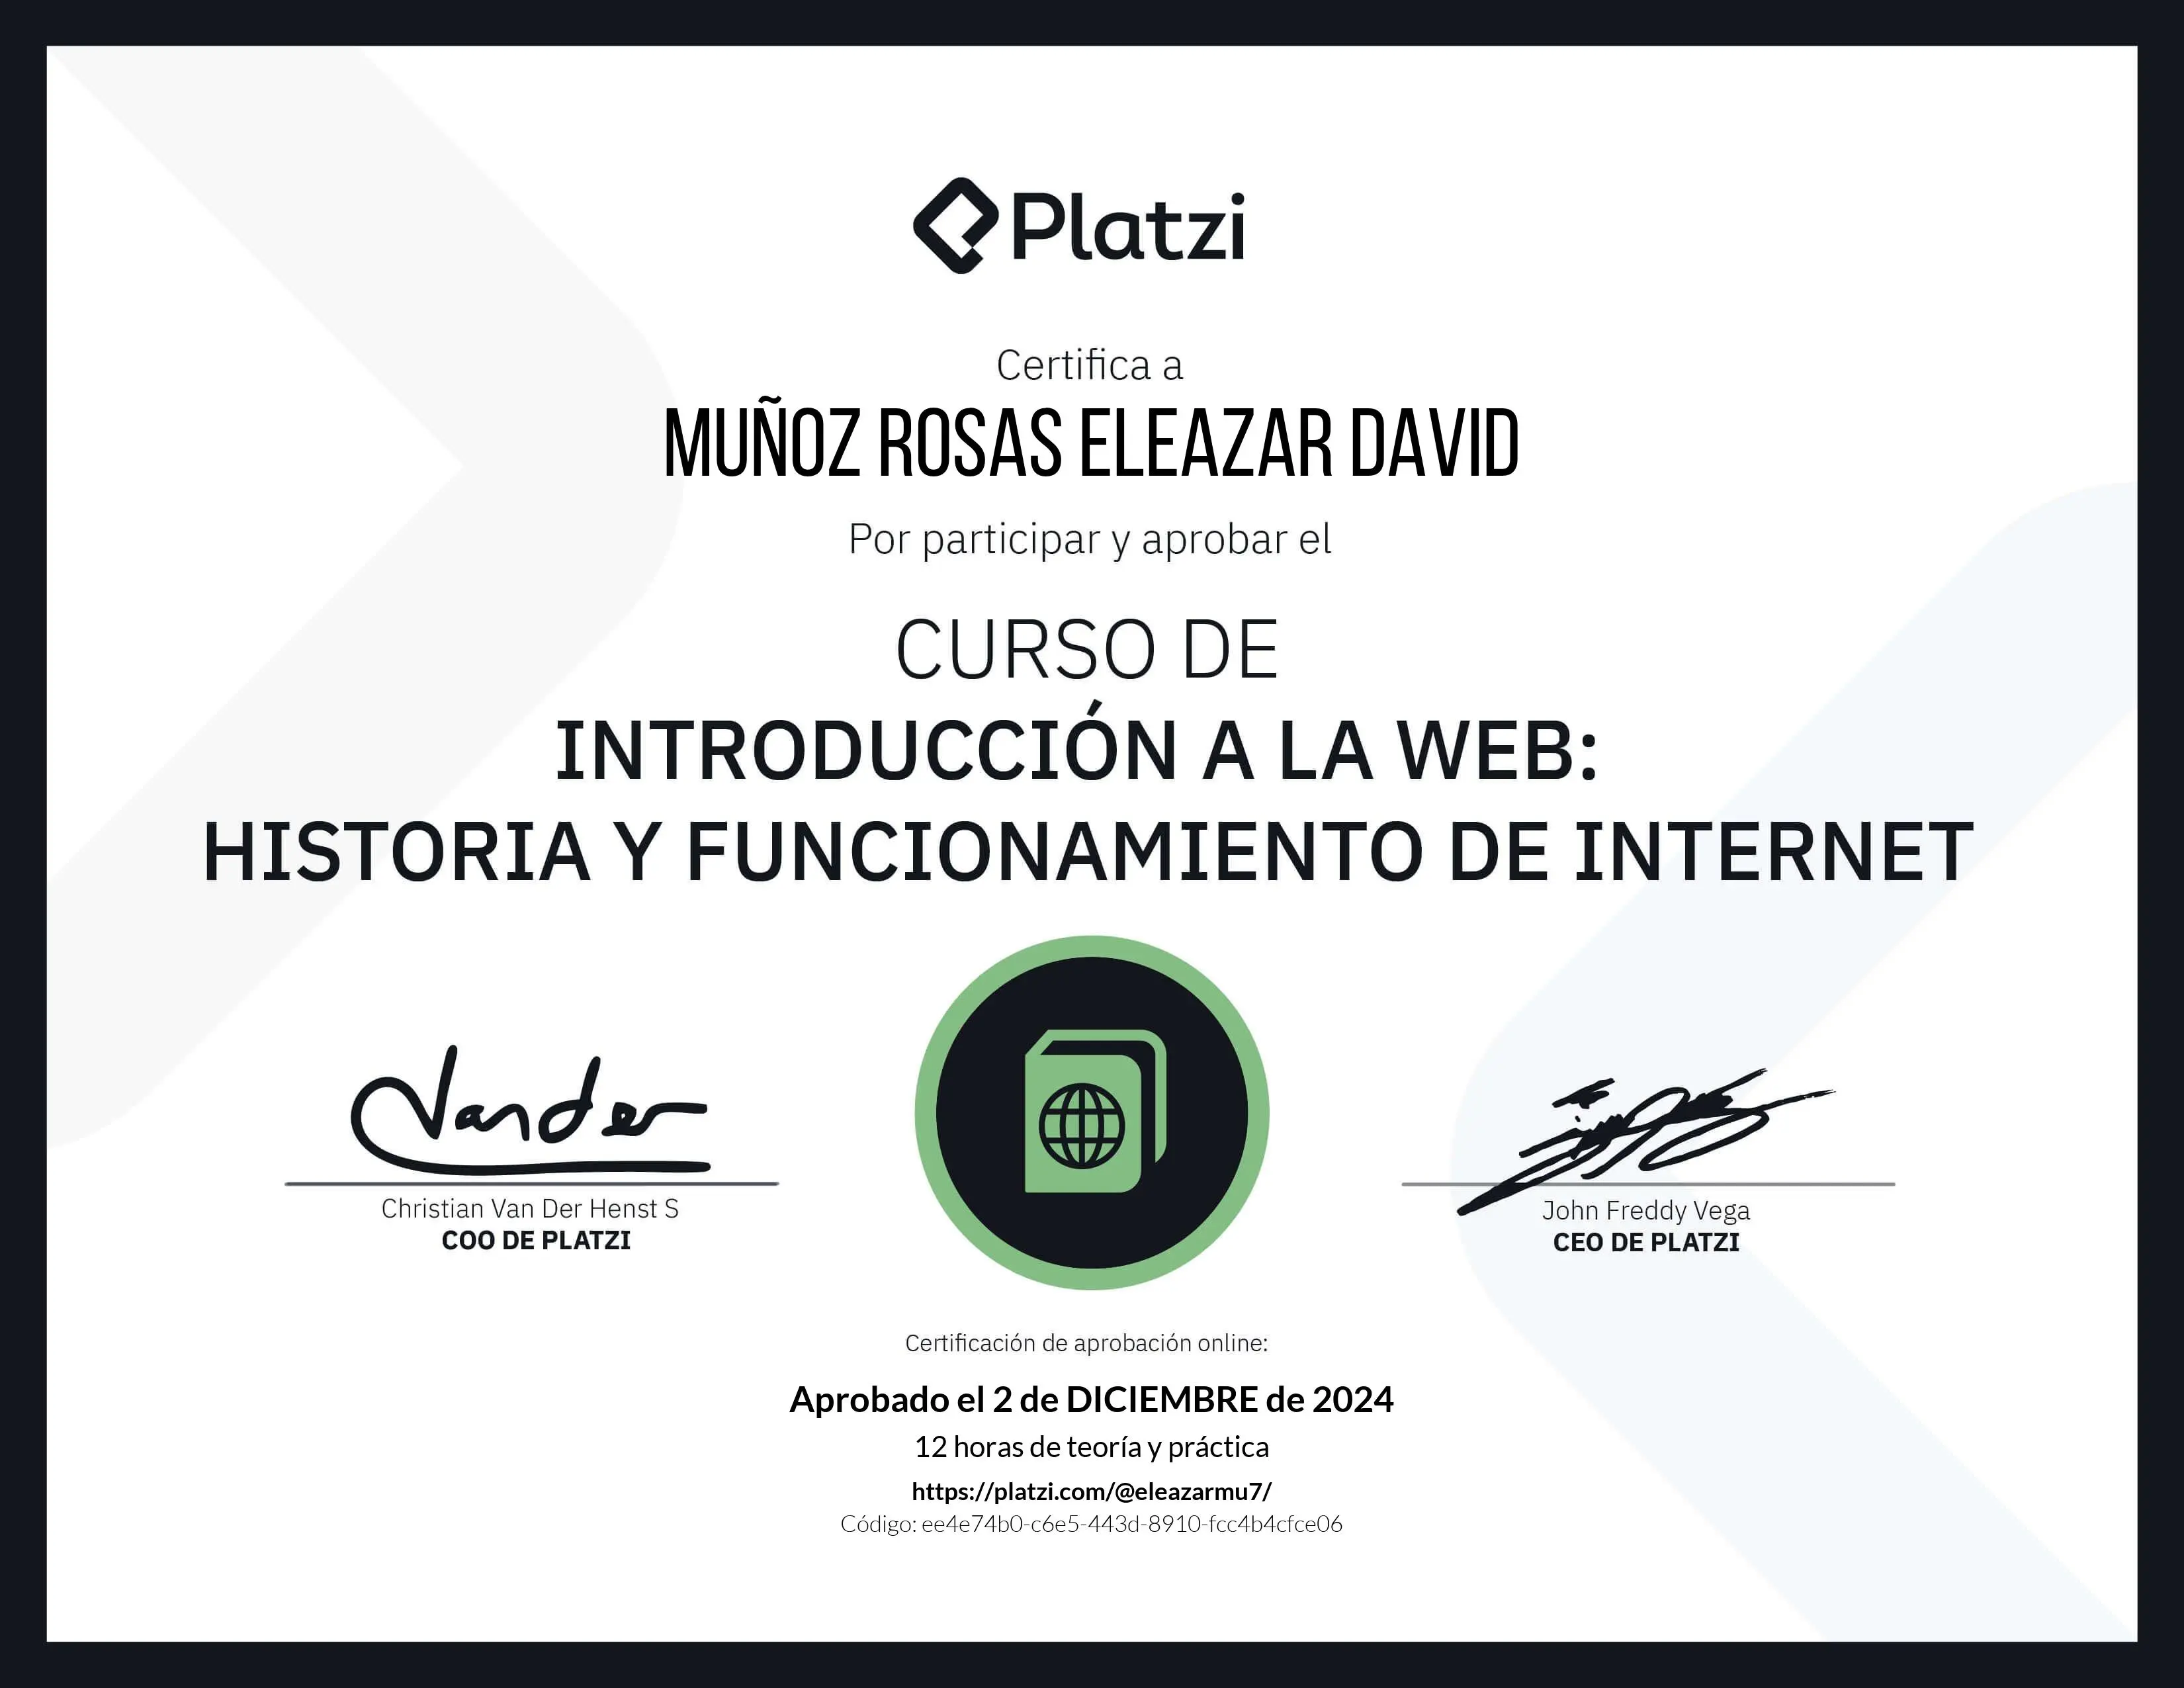 Platzi
Certifica a
MUÑOZ ROSAS ELEAZAR DAVID
Por participar y aprobar el
CURSO DE
INTRODUCCIÓN A LA WEB:
HISTORIA Y FUNCIONAMIENTO DE INTERNET
Vander
Christian Van Der Henst S
COO DE PLATZI
John Freddy Vega
CEO DE PLATZI
Certificación de aprobación online:
Aprobado el 2 de DICIEMBRE de 2024
12 horas de teoría y práctica
https://platzi.com/@eleazarmu7/
Código: ee4e74b0-c6e5-443d-8910-fcc4b4cfce06